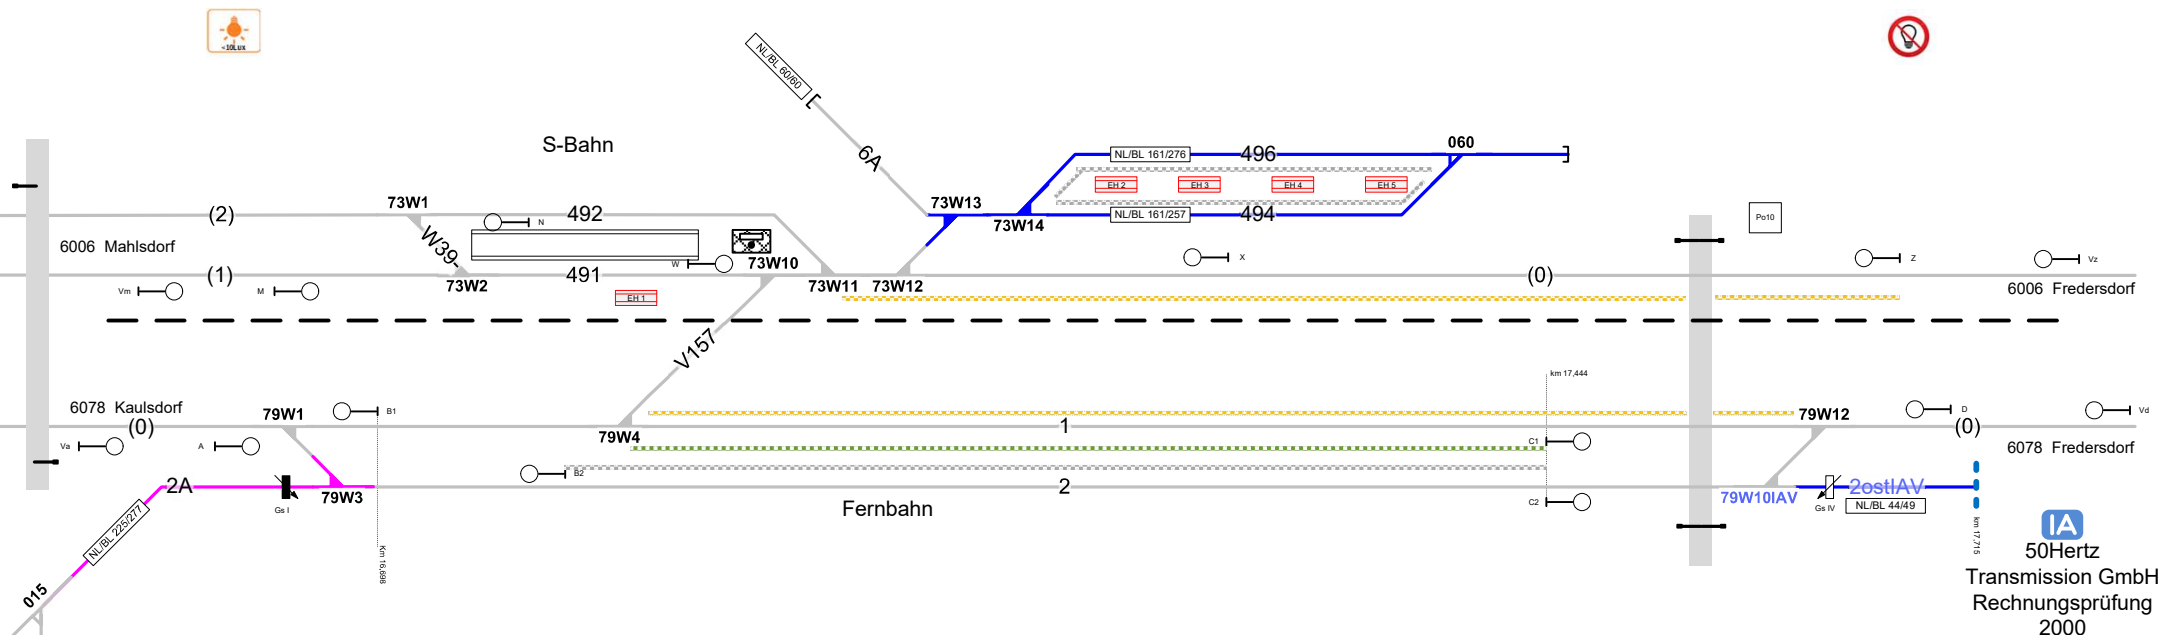 <10Lux
NL/BL 60/60
S-Bahn
6A
NL/BL 161/276
496
060
EH 2
EH 3
EH 4
EH 5
(2)
73W1
492
N
73W13
73W14
NL/BL 161/257
494
Po10
6006 Mahlsdorf
W39-
W
73W10
X
Z
Vz
(1)
73W2
491
73W11
73W12
(0)
6006 Fredersdorf
Vm
M
EH 1
V157
km 17,444
6078 Kaulsdorf
79W1
B1
79W12
D
Vd
(0)
79W4
1
(0)
Va
A
C1
6078 Fredersdorf
B2
2A
79W3
2
79W10IAV
2ostIAV
Gs I
C2
Gs IV
NL/BL 44/49
Fernbahn
NL/BL 225/277
Km 16,698
km 17,715
IA
50Hertz
Transmission GmbH
Rechnungsprüfung
2000
015